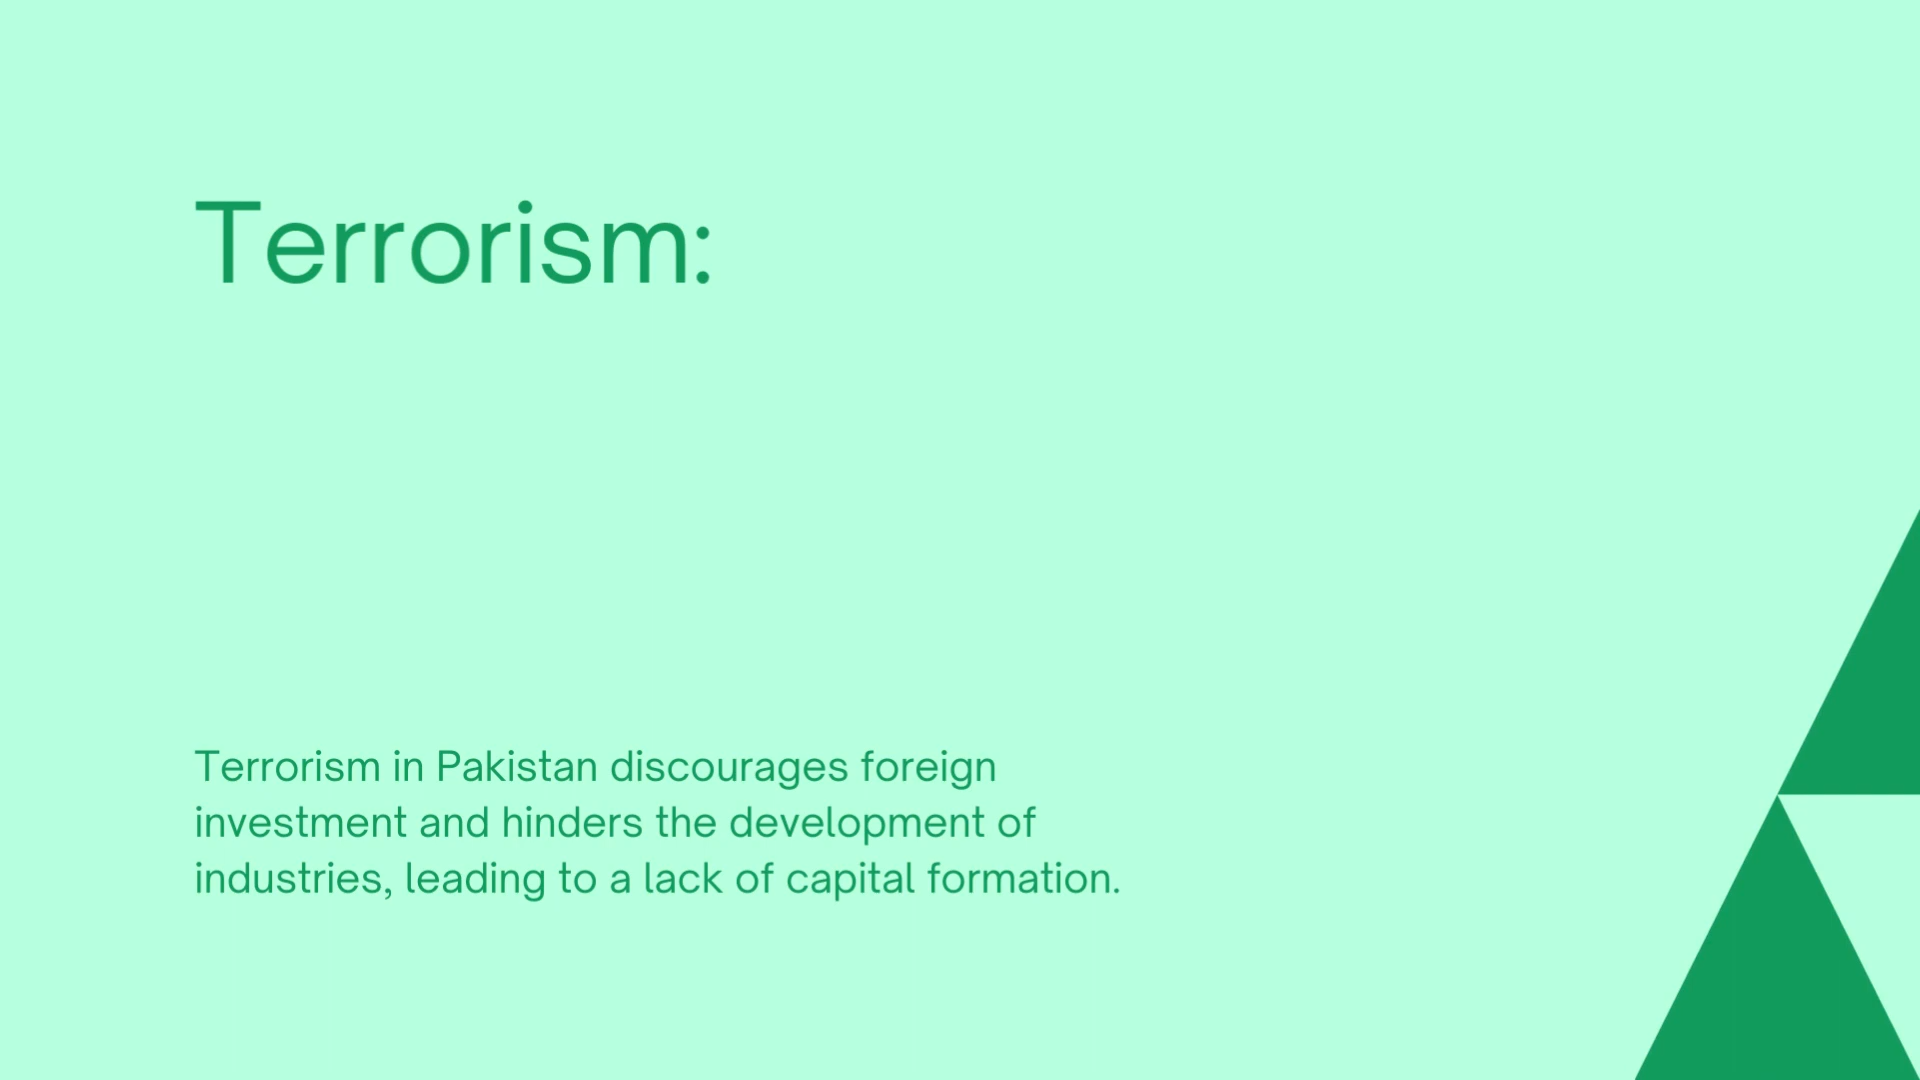 Terrorism:
Terrorism in Pakistan discourages foreign
investment and hinders the development of
industries, leading to a lack of capital formation.